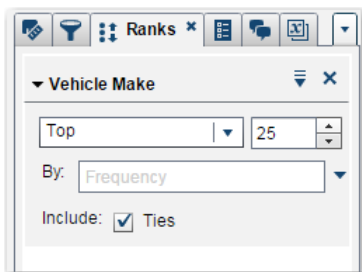 Ranks
Vehicle Make
Top 25
By: Frequency
Include: Ties